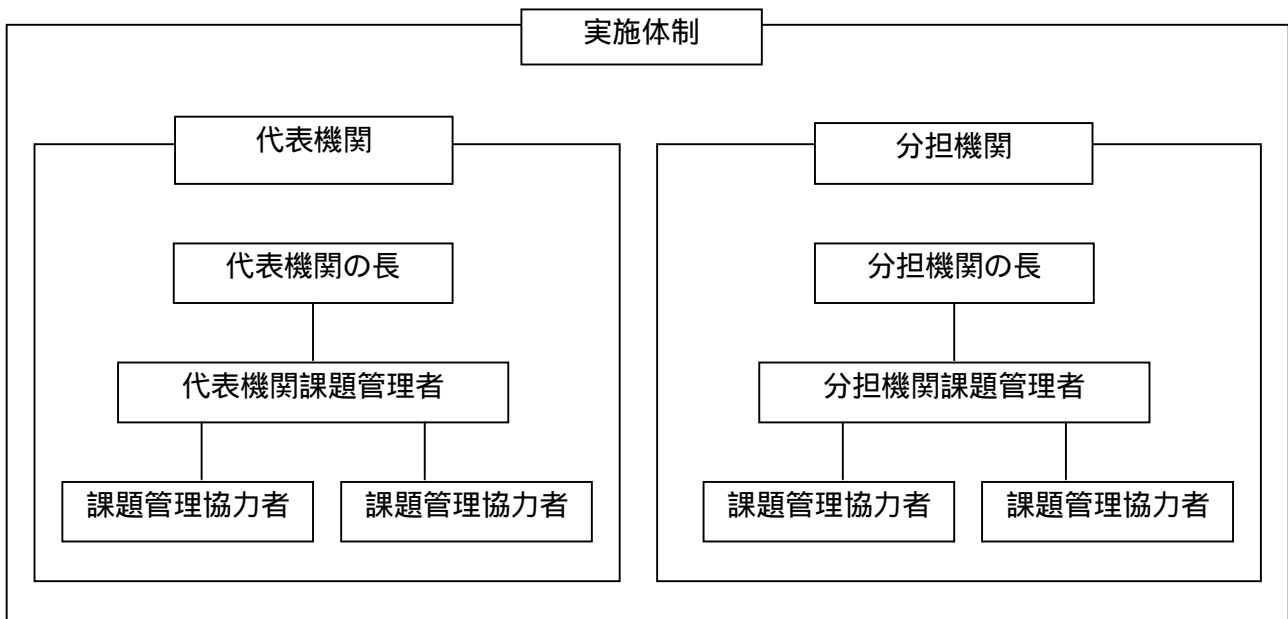 実施体制
代表機関
代表機関の長
代表機関課題管理者
課題管理協力者
課題管理協力者
分担機関
分担機関の長
分担機関課題管理者
課題管理協力者
課題管理協力者